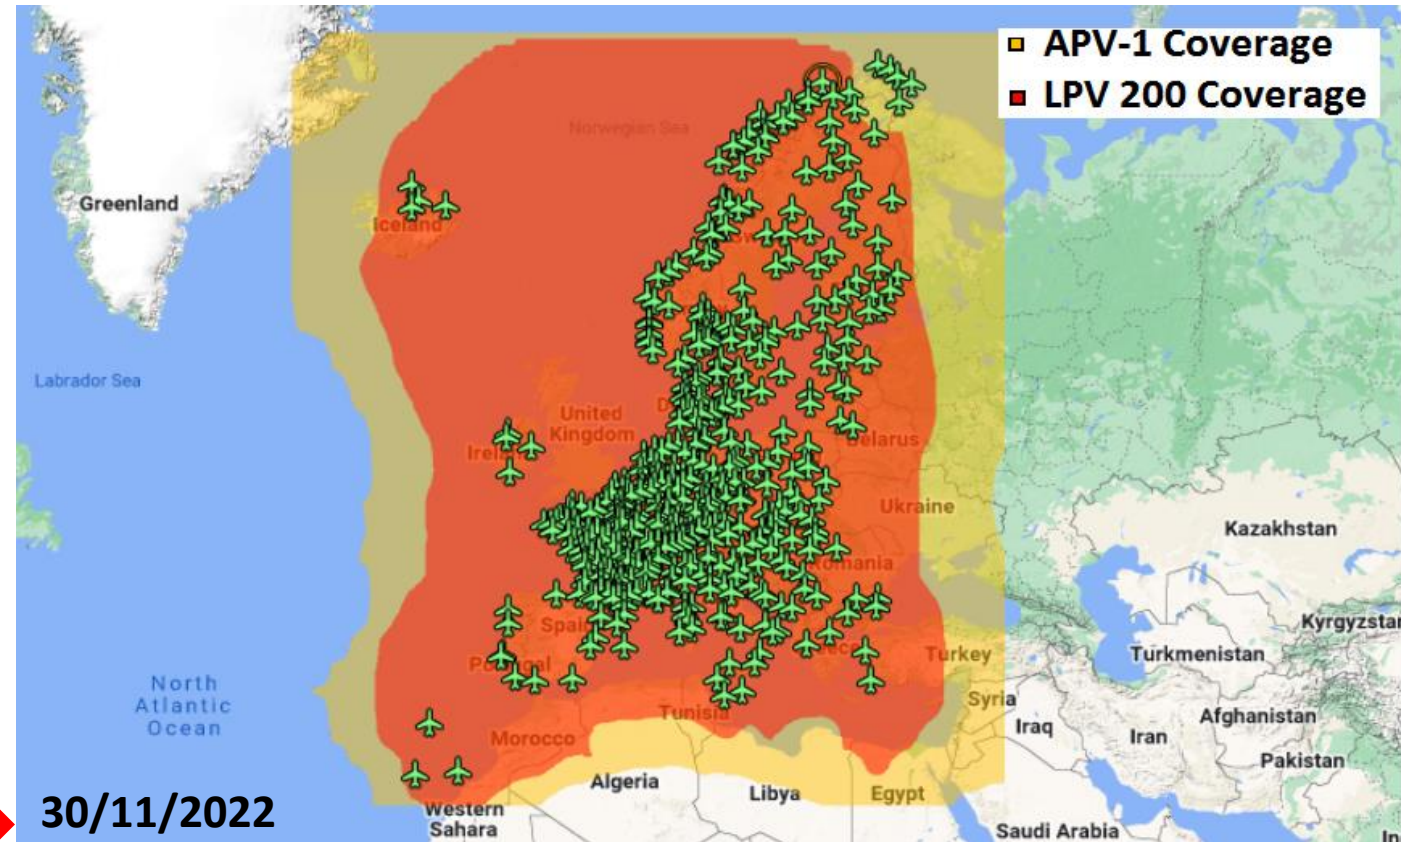 APV-1 Coverage
LPV 200 Coverage
Norwegian Sea
Greenland
Iceland
Labrador Sea
United
Kingdom
Belarus
Ukraine
Kazakhstan
Romania
Kyrgyzstan
Spain
Portugal
Turkey
Turkmenistan
North
Atlantic
Ocean
Syria
Tunisia
Afghanistan
Iraq
Iran
Morocco
Pakistan
Algeria
Libya
Egypt
30/11/2022
Western
Sahara
Saudi Arabia